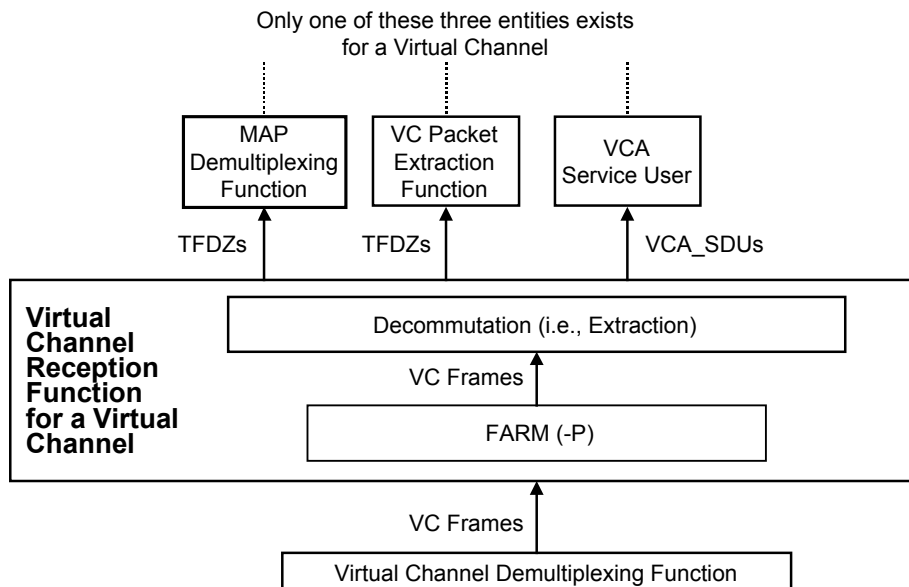 Only one of these three entities exists
for a Virtual Channel
MAP
Demultiplexing
Function
VC Packet
Extraction
Function
VCA
Service User
TFDZs
TFDZs
VCA_SDUs
Virtual
Channel
Reception
Function
for a Virtual
Channel
Decommutation (i.e., Extraction)
VC Frames
FARM (-P)
VC Frames
Virtual Channel Demultiplexing Function